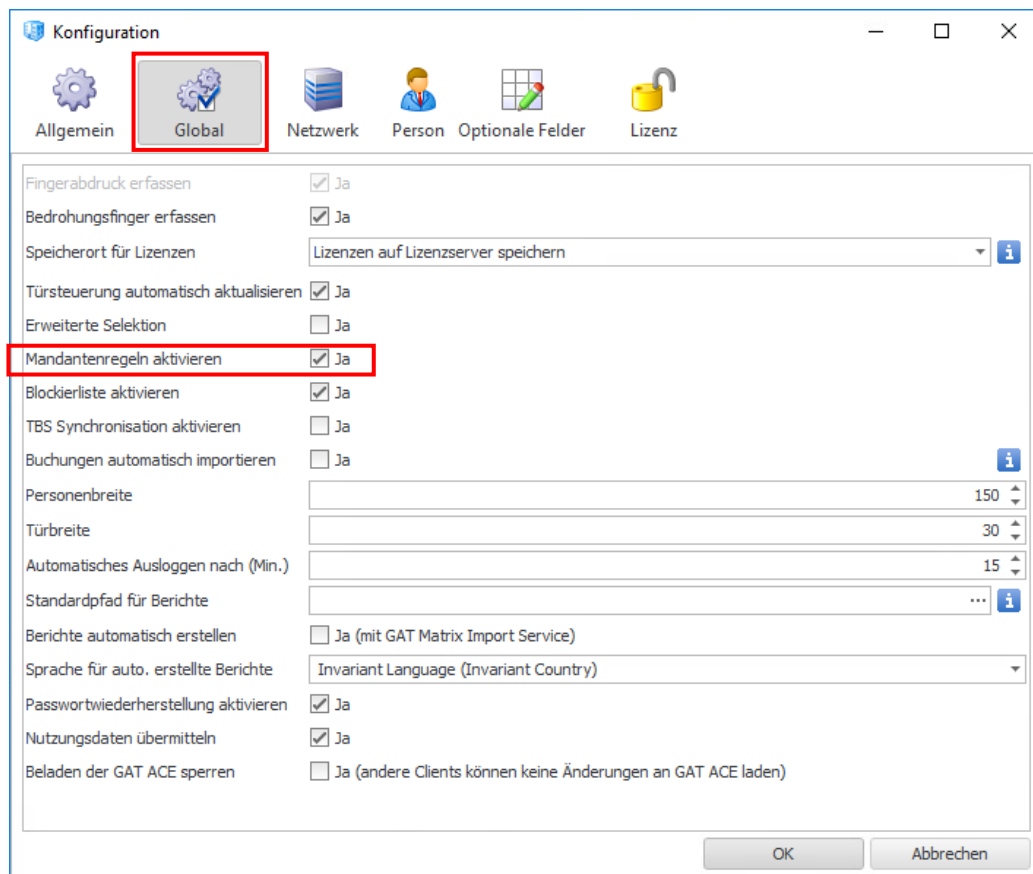 Konfiguration
Allgemein Global Netzwerk Person Optionale Felder Lizenz
Fingerabdruck erfassen Ja
Bedrohungsfinger erfassen Ja
Speicherort für Lizenzen Lizenzen auf Lizenzserver speichern
Türsteuerung automatisch aktualisieren Ja
Erweiterte Selektion Ja
Mandantenregeln aktivieren Ja
Blockierliste aktivieren Ja
TBS Synchronisation aktivieren Ja
Buchungen automatisch importieren Ja
Personenbreite 150
Türbreite 30
Automatisches Ausloggen nach (Min.) 15
Standardpfad für Berichte ...
Berichte automatisch erstellen Ja (mit GAT Matrix Import Service)
Sprache für auto. erstellte Berichte Invariant Language (Invariant Country)
Passwortwiederherstellung aktivieren Ja
Nutzungsdaten übermitteln Ja
Beladen der GAT ACE sperren Ja (andere Clients können keine Änderungen an GAT ACE laden)
OK Abbrechen